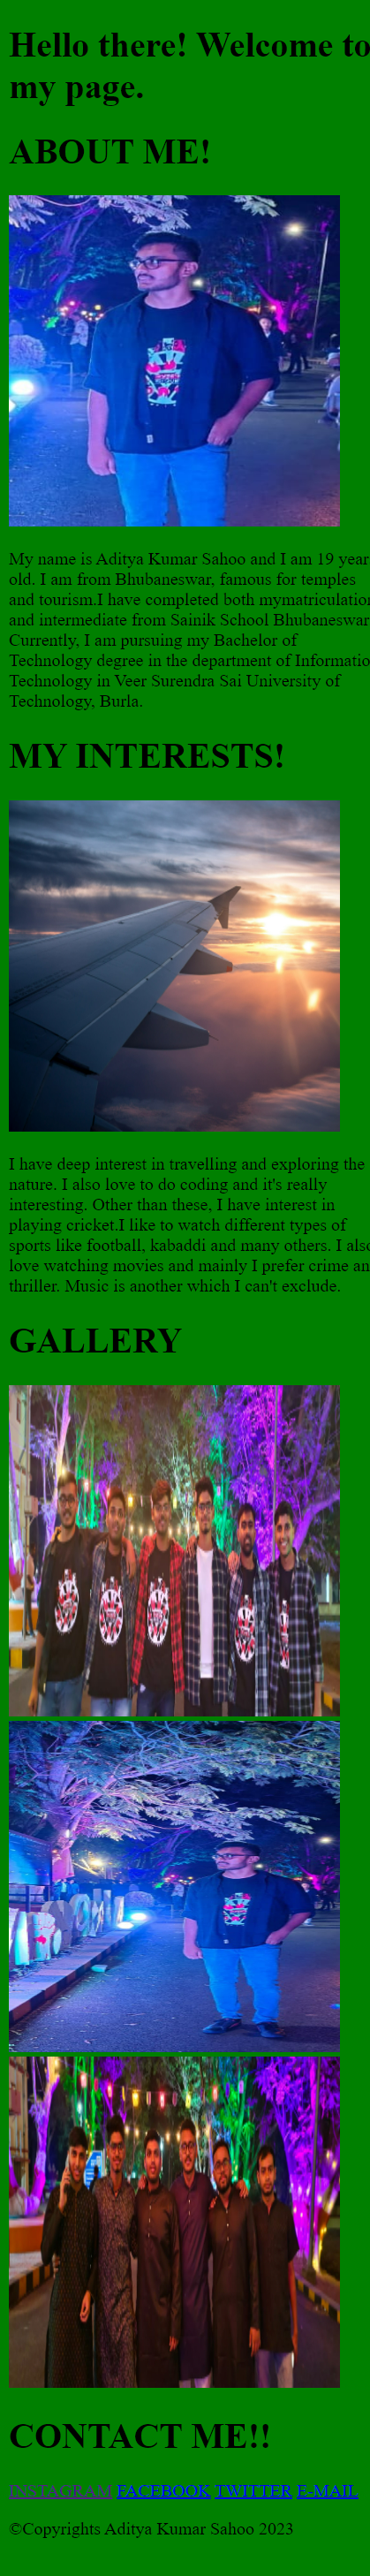 Hello there! Welcome to
my page.
ABOUT ME!
My name is Aditya Kumar Sahoo and I am 19 year
old. I am from Bhubaneswar, famous for temples
and tourism.I have completed both mymatriculation
and intermediate from Sainik School Bhubaneswar
Currently, I am pursuing my Bachelor of
Technology degree in the department of Informatio
Technology in Veer Surendra Sai University of
Technology, Burla.
MY INTERESTS!
I have deep interest in travelling and exploring the
nature. I also love to do coding and it's really
interesting. Other than these, I have interest in
playing cricket.I like to watch different types of
sports like football, kabaddi and many others. I also
love watching movies and mainly I prefer crime an
thriller. Music is another which I can't exclude.
GALLERY
CONTACT ME!!
INSTAGRAM FACEBOOK TWITTER E-MAIL
©Copyrights Aditya Kumar Sahoo 2023